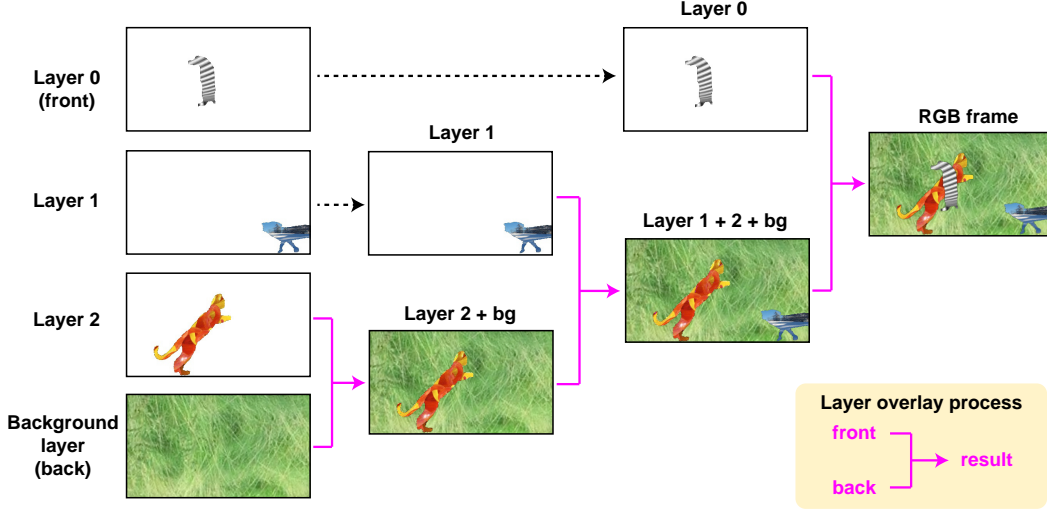 Layer 0
Layer 0
(front)
Layer 1
RGB frame
Layer 1
Layer 1 + 2 + bg
Layer 2
Layer 2 + bg
Background
layer
(back)
Layer overlay process
front
result
back